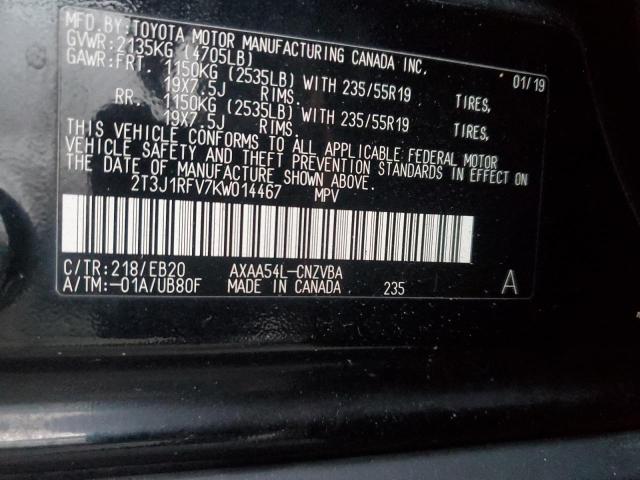 MFD.BY:TOYOTA MOTOR MANUFACTURING CANADA INC.
GVWR:2135KG (4705LB) 01/19
GAWR:FRT. 1150KG (2535LB) WITH 235/55R19 TIRES,
19X7.5J RIMS.
RR. 1150KG (2535LB) WITH 235/55R19 TIRES,
19X7.5J RIMS.
THIS VEHICLE CONFORMS TO ALL APPLICABLE FEDERAL MOTOR
VEHICLE SAFETY AND THEFT PREVENTION STANDARDS IN EFFECT ON
THE DATE OF MANUFACTURE SHOWN ABOVE.
2T3J1RFV7KW014467 MPV
C/TR:218/EB20 AXAA54L-CNZVBA
A/TM:-01A/UB80F MADE IN CANADA 235 A